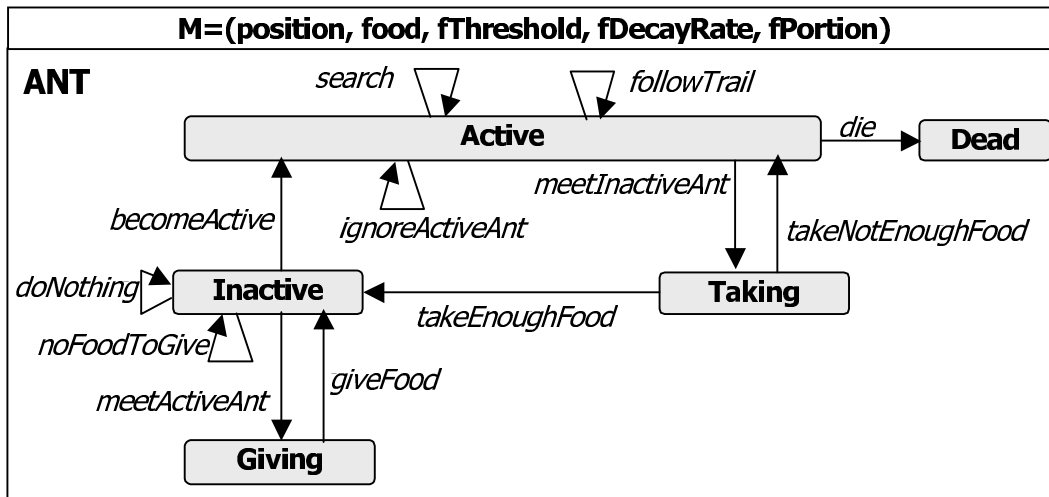 M=(position, food, fThreshold, fDecayRate, fPortion)
ANT
search
followTrail
Active
die
Dead
meetInactiveAnt
becomeActive
ignoreActiveAnt
takeNotEnoughFood
doNothing
Inactive
Taking
takeEnoughFood
noFoodToGive
giveFood
meetActiveAnt
Giving